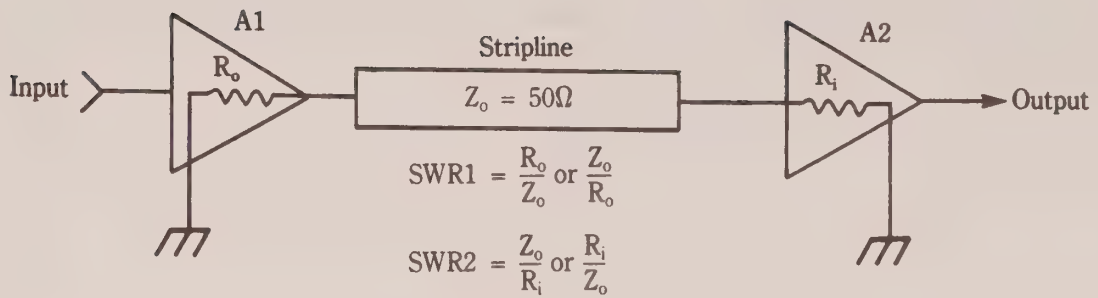 A1
A2
Stripline
R_o
R_i
Input
Z_o = 50Ω
Output
SWR1 = R_o/Z_o or Z_o/R_o
SWR2 = Z_o/R_i or R_i/Z_o